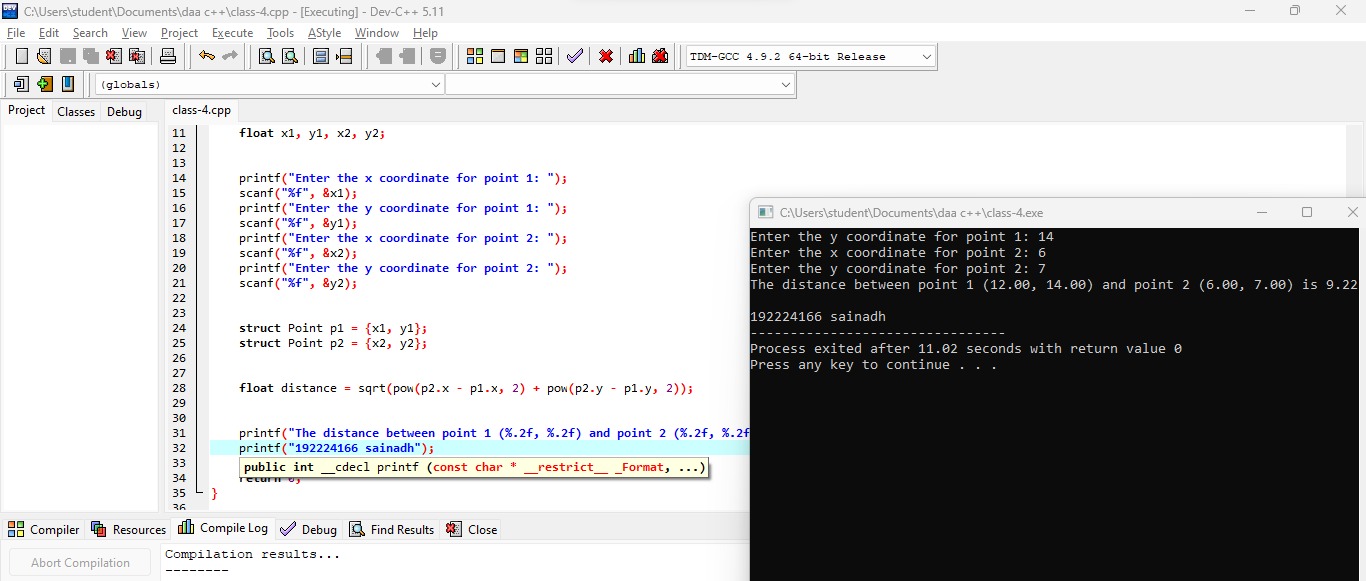 C:\Users\student\Documents\daa c++\class-4.cpp - [Executing] - Dev-C++ 5.11
File Edit Search View Project Execute Tools AStyle Window Help
TDM-GCC 4.9.2 64-bit Release
(globals)
Project Classes Debug
class-4.cpp
11 float x1, y1, x2, y2;
12
13
14 printf("Enter the x coordinate for point 1: ");
15 scanf("%f", &x1);
16 printf("Enter the y coordinate for point 1: ");
17 scanf("%f", &y1);
18 printf("Enter the x coordinate for point 2: ");
19 scanf("%f", &x2);
20 printf("Enter the y coordinate for point 2: ");
21 scanf("%f", &y2);
22
23
24 struct Point p1 = {x1, y1};
25 struct Point p2 = {x2, y2};
26
27
28 float distance = sqrt(pow(p2.x - p1.x, 2) + pow(p2.y - p1.y, 2));
29
30
31 printf("The distance between point 1 (%.2f, %.2f) and point 2 (%.2f, %.2f
32 printf("192224166 sainadh");
33 public int __cdecl printf (const char * __restrict__ _Format, ...)
34
35 }
36
C:\Users\student\Documents\daa c++\class-4.exe
Enter the y coordinate for point 1: 14
Enter the x coordinate for point 2: 6
Enter the y coordinate for point 2: 7
The distance between point 1 (12.00, 14.00) and point 2 (6.00, 7.00) is 9.22
192224166 sainadh
--------------------------------
Process exited after 11.02 seconds with return value 0
Press any key to continue . . .
Compiler Resources Compile Log Debug Find Results Close
Abort Compilation
Compilation results...
--------